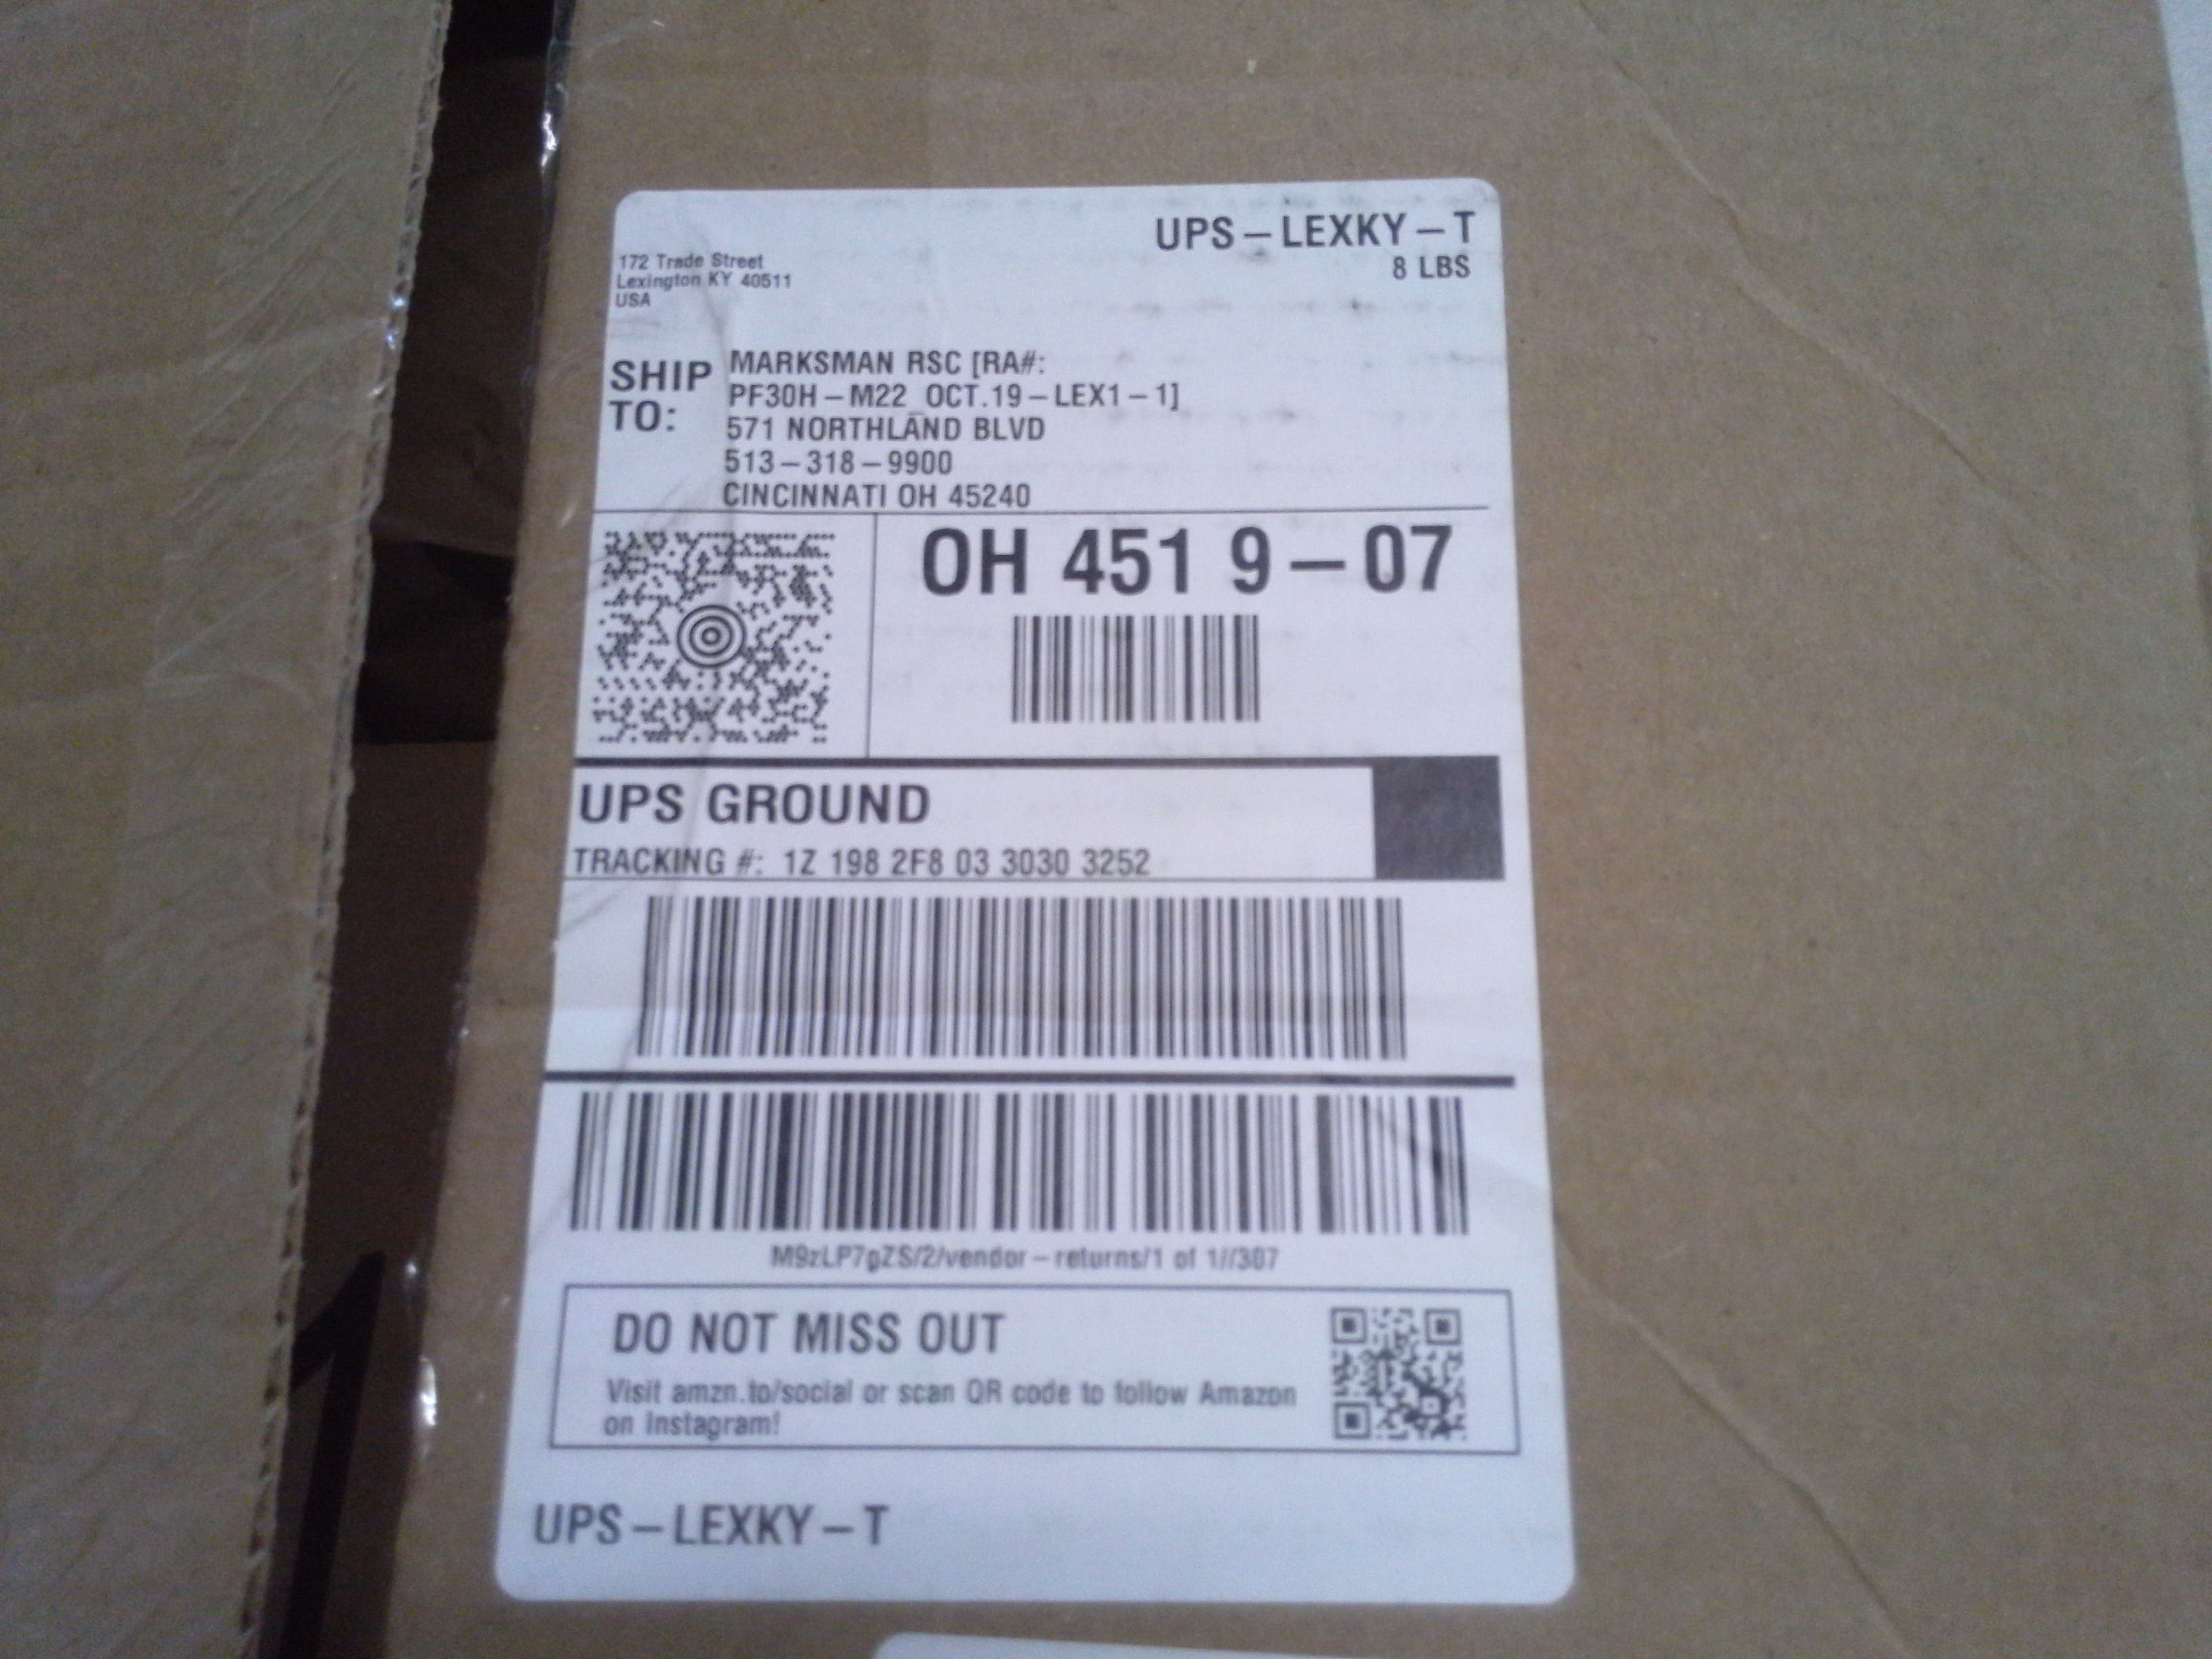 UPS – LEXKY – T
8 LBS
172 Trade Street
Lexington KY 40511
USA
SHIP TO:
MARKSMAN RSC [RA#:
PF30H – M22_OCT.19 – LEX1 – 1]
571 NORTHLAND BLVD
513 – 318 – 9900
CINCINNATI OH 45240
OH 451 9 – 07
UPS GROUND
TRACKING #: 1Z 198 2F8 03 3030 3252
M9zLP7gZS/2/vendor – returns/1 of 1//307
DO NOT MISS OUT
Visit amzn.to/social or scan QR code to follow Amazon
on Instagram!
UPS – LEXKY – T